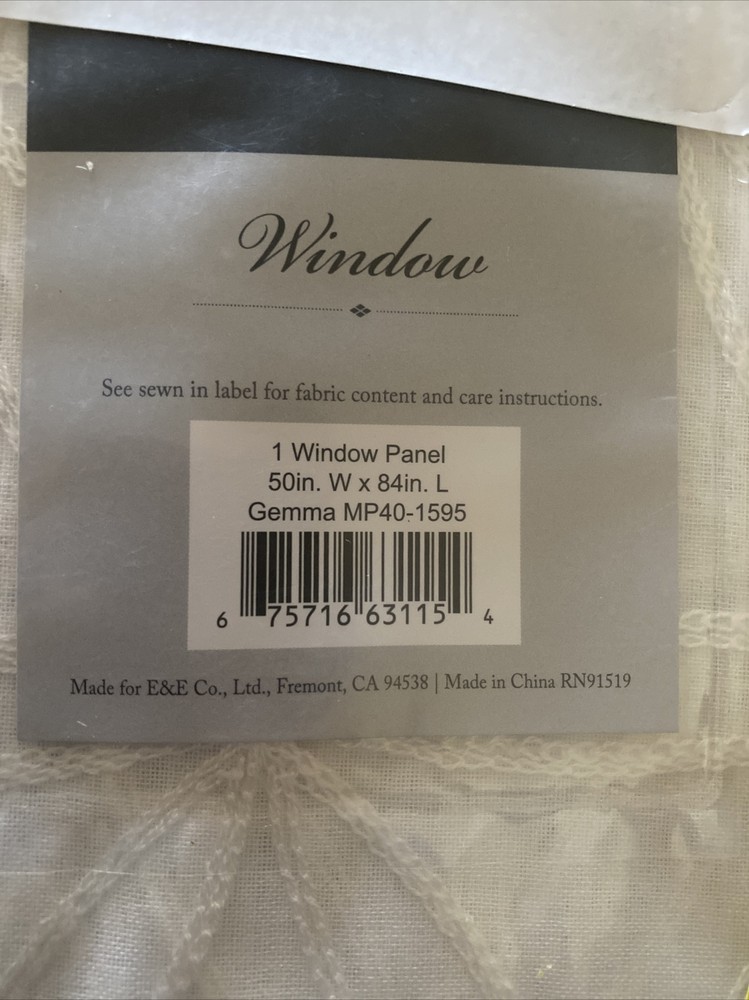 Window
See sewn in label for fabric content and care instructions.
1 Window Panel
50in. W x 84in. L
Gemma MP40-1595
6 75716 63115 4
Made for E&E Co., Ltd., Fremont, CA 94538 | Made in China RN91519